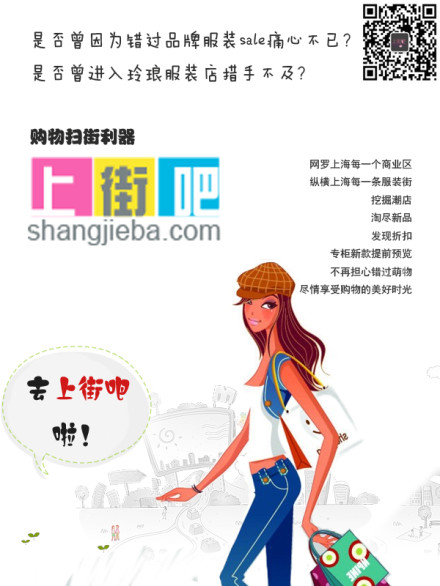 是否曾因为错过品牌服装sale痛心不已?
是否曾进入玲琅服装店措手不及?
购物扫街利器
上街吧
shangjieba.com
网罗上海每一个商业区
纵横上海每一条服装街
挖掘潮店
淘尽新品
发现折扣
专柜新款提前预览
不再担心错过萌物
尽情享受购物的美好时光
去上街吧
啦!